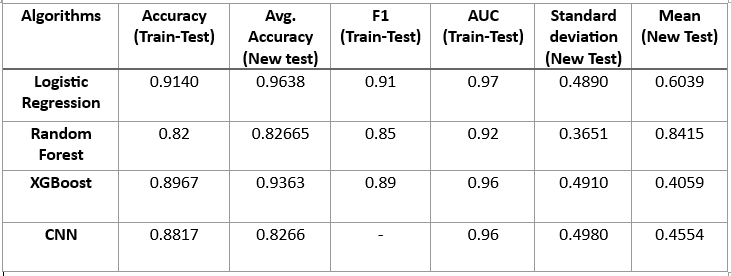 Algorithms Accuracy (Train-Test) Avg. Accuracy (New test) F1 (Train-Test) AUC (Train-Test) Standard deviation (New Test) Mean (New Test)
Logistic Regression 0.9140 0.9638 0.91 0.97 0.4890 0.6039
Random Forest 0.82 0.82665 0.85 0.92 0.3651 0.8415
XGBoost 0.8967 0.9363 0.89 0.96 0.4910 0.4059
CNN 0.8817 0.8266 - 0.96 0.4980 0.4554